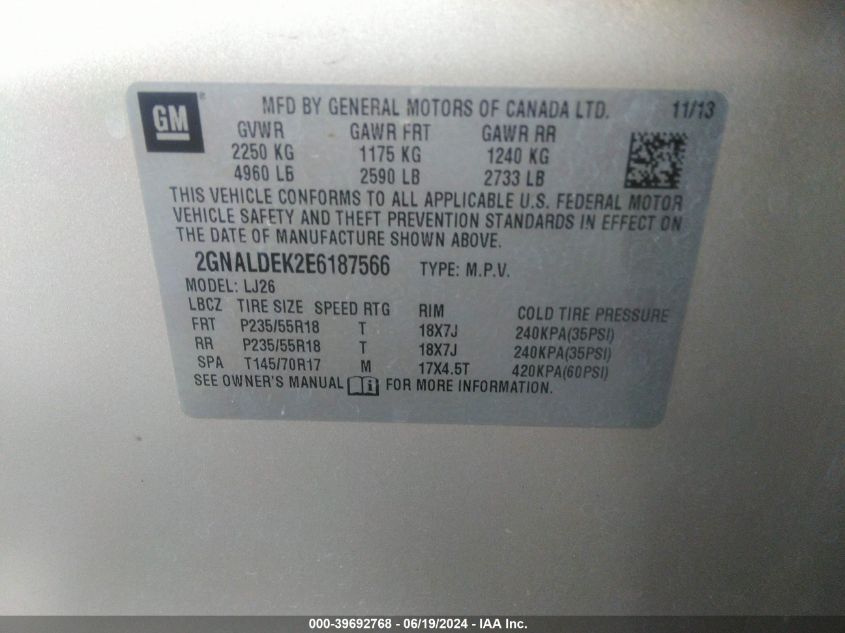 GM® MFD BY GENERAL MOTORS OF CANADA LTD. 11/13
GVWR GAWR FRT GAWR RR
2250 KG 1175 KG 1240 KG
4960 LB 2590 LB 2733 LB
THIS VEHICLE CONFORMS TO ALL APPLICABLE U.S. FEDERAL MOTOR
VEHICLE SAFETY AND THEFT PREVENTION STANDARDS IN EFFECT ON
THE DATE OF MANUFACTURE SHOWN ABOVE.
2GNALDEK2E6187566 TYPE: M.P.V.
MODEL: LJ26
LBCZ TIRE SIZE SPEED RTG RIM COLD TIRE PRESSURE
FRT P235/55R18 T 18X7J 240KPA(35PSI)
RR P235/55R18 T 18X7J 240KPA(35PSI)
SPA T145/70R17 M 17X4.5T 420KPA(60PSI)
SEE OWNER'S MANUAL FOR MORE INFORMATION.
000-39692768 - 06/19/2024 - IAA Inc.